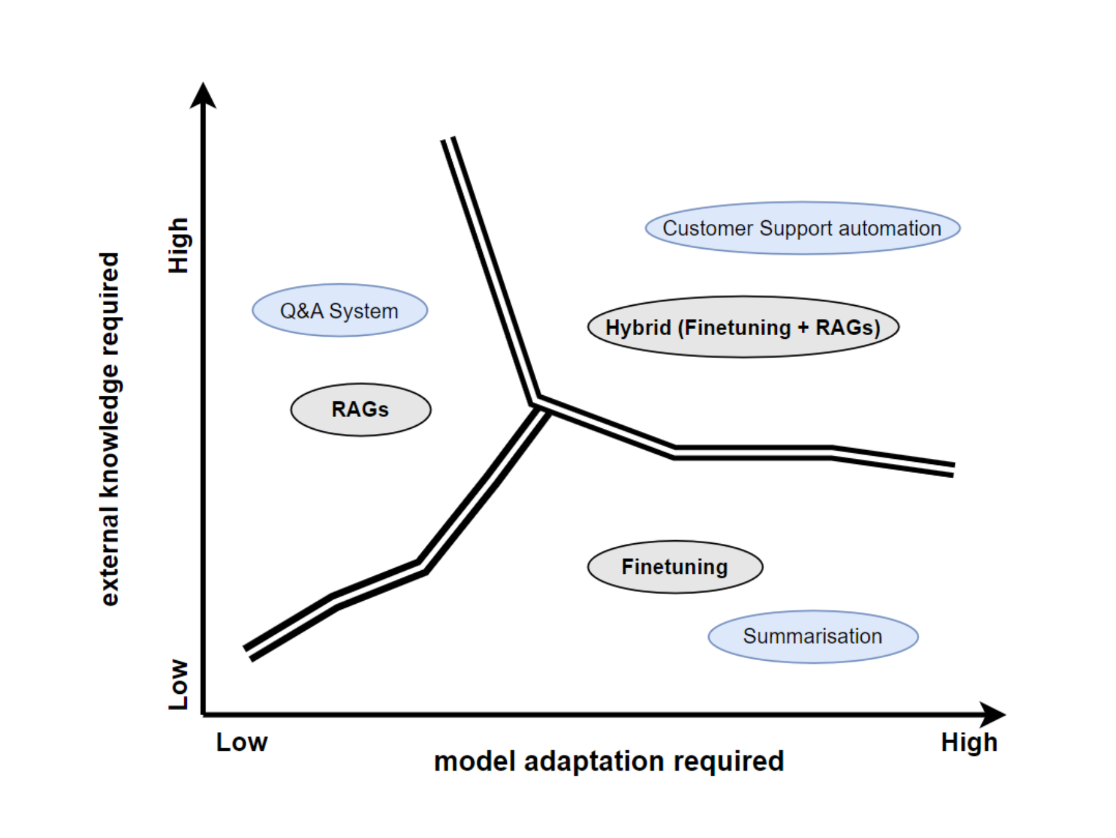 High
Customer Support automation
Q&A System
Hybrid (Finetuning + RAGs)
RAGs
external knowledge required
Finetuning
Summarisation
Low
Low
High
model adaptation required